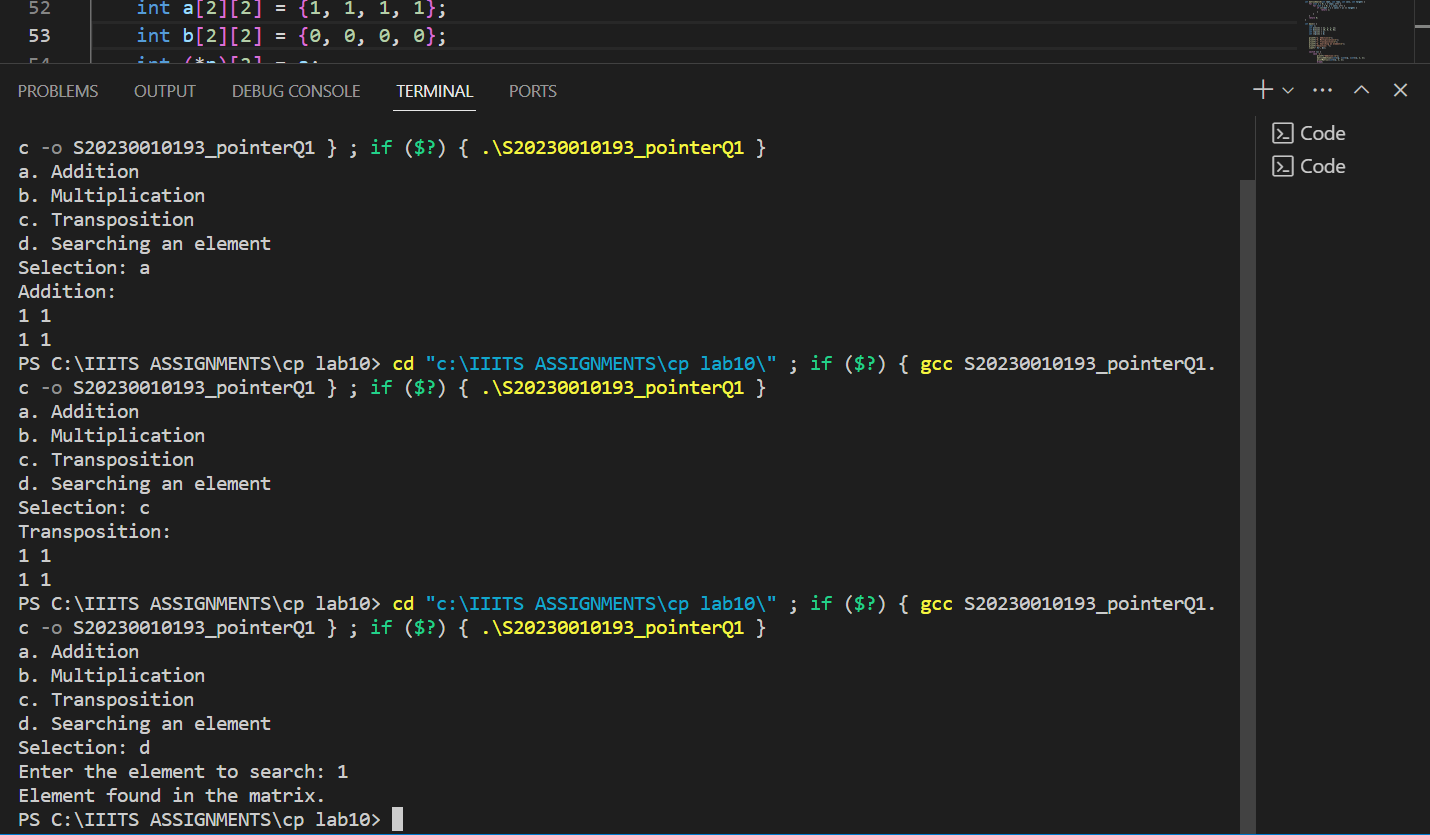 52 int a[2][2] = {1, 1, 1, 1};
53 int b[2][2] = {0, 0, 0, 0};
54 int (*p)[2] = a;
PROBLEMS OUTPUT DEBUG CONSOLE TERMINAL PORTS
Code
Code
c -o S20230010193_pointerQ1 } ; if ($?) { .\S20230010193_pointerQ1 }
a. Addition
b. Multiplication
c. Transposition
d. Searching an element
Selection: a
Addition:
1 1
1 1
PS C:\IIITS ASSIGNMENTS\cp lab10> cd "c:\IIITS ASSIGNMENTS\cp lab10\" ; if ($?) { gcc S20230010193_pointerQ1.
c -o S20230010193_pointerQ1 } ; if ($?) { .\S20230010193_pointerQ1 }
a. Addition
b. Multiplication
c. Transposition
d. Searching an element
Selection: c
Transposition:
1 1
1 1
PS C:\IIITS ASSIGNMENTS\cp lab10> cd "c:\IIITS ASSIGNMENTS\cp lab10\" ; if ($?) { gcc S20230010193_pointerQ1.
c -o S20230010193_pointerQ1 } ; if ($?) { .\S20230010193_pointerQ1 }
a. Addition
b. Multiplication
c. Transposition
d. Searching an element
Selection: d
Enter the element to search: 1
Element found in the matrix.
PS C:\IIITS ASSIGNMENTS\cp lab10>